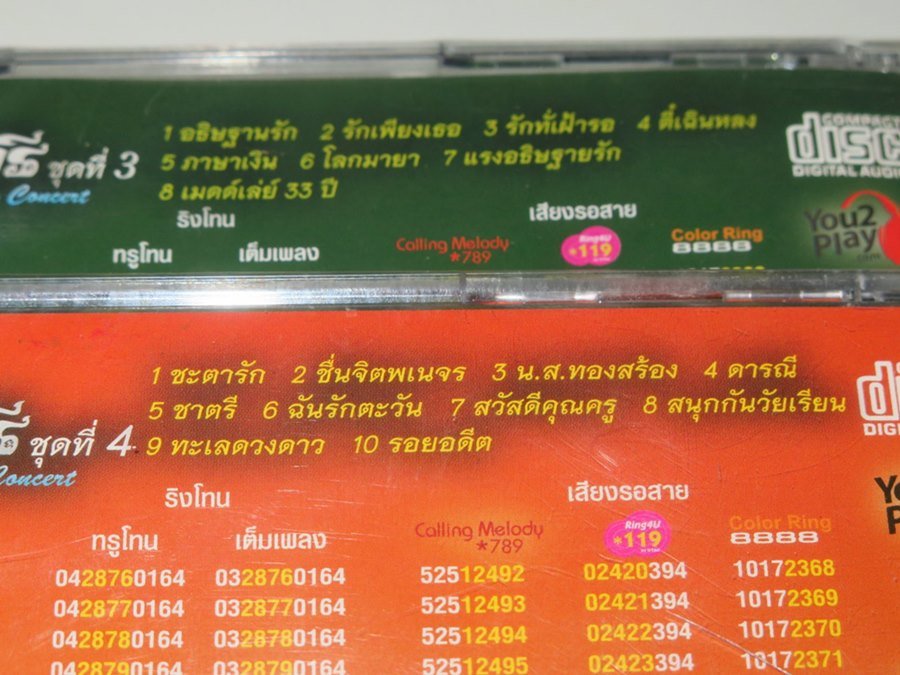 1 อธิษฐานรัก 2 รักเพียงเธอ 3 รักที่เฝ้ารอ 4 ตี๋เฉินหลง
ชุดที่ 3
5 ภาษาเงิน 6 โลกมายา 7 แรงอธิษฐายรัก
8 เมดเล่ย์ 33 ปี
Concert
COMPACT
disc
DIGITAL AUDIO
ริงโทน เสียงรอสาย
ทรูโทน เต็มเพลง
Calling Melody *789
Ring4U *119
Color Ring 8888
You2Play.com
1 ชะตารัก 2 ชื่นจิตพเนจร 3 น.ส.ทองสร้อง 4 ดารณี
5 ชาตรี 6 ฉันรักตะวัน 7 สวัสดีคุณครู 8 สนุกกันวัยเรียน
ชุดที่ 4
9 ทะเลดวงดาว 10 รอยอดีต
Concert
DIGI
ริงโทน เสียงรอสาย
ทรูโทน เต็มเพลง
Calling Melody *789
Ring4U *119
Color Ring 8888
0428760164 0328760164 52512492 02420394 10172368
0428770164 0328770164 52512493 02421394 10172369
0428780164 0328780164 52512494 02422394 10172370
0428790164 0328790164 52512495 02423394 10172371